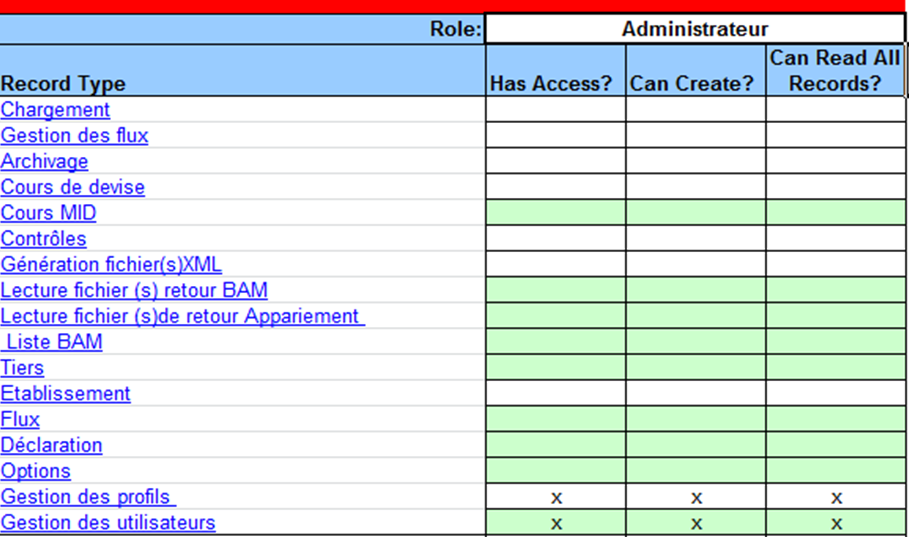 Role: Administrateur
Record Type Has Access? Can Create? Can Read All Records?
Chargement
Gestion des flux
Archivage
Cours de devise
Cours MID
Contrôles
Génération fichier(s)XML
Lecture fichier (s) retour BAM
Lecture fichier (s)de retour Appariement
Liste BAM
Tiers
Etablissement
Flux
Déclaration
Options
Gestion des profils x x x
Gestion des utilisateurs x x x